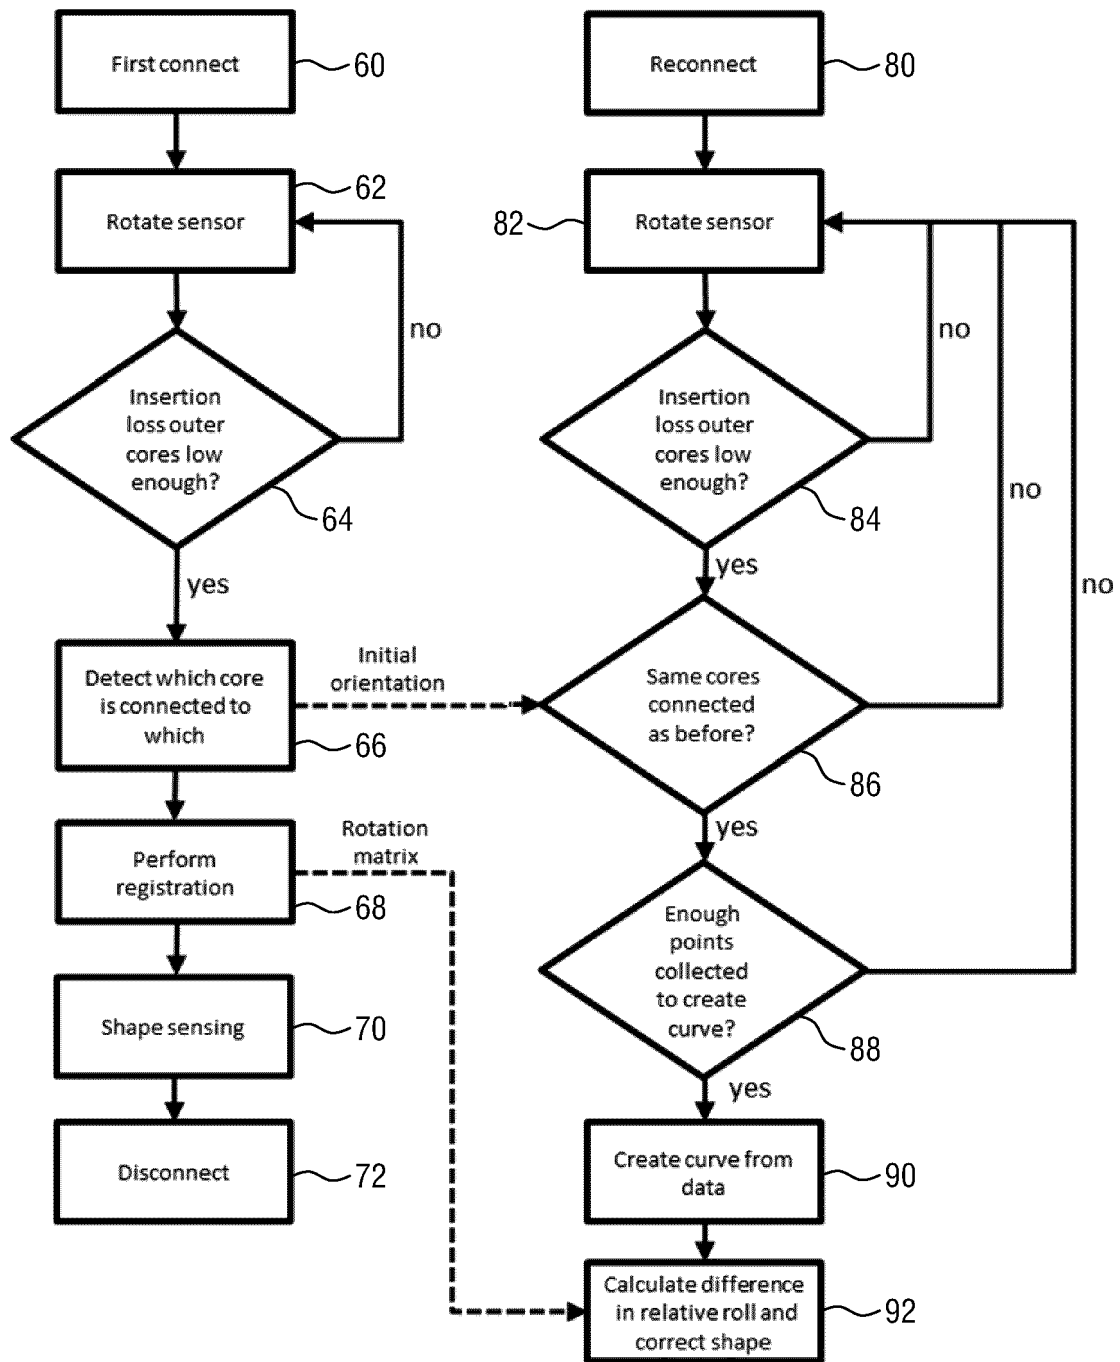 First connect
60
Rotate sensor
62
no
Insertion
loss outer
cores low
enough?
64
yes
Detect which core
is connected to
which
66
Initial
orientation
Perform
registration
68
Rotation
matrix
Shape sensing
70
Disconnect
72
Reconnect
80
Rotate sensor
82
no
Insertion
loss outer
cores low
enough?
84
yes
no
Same cores
connected
as before?
86
yes
no
Enough
points
collected
to create
curve?
88
yes
Create curve from
data
90
Calculate difference
in relative roll and
correct shape
92